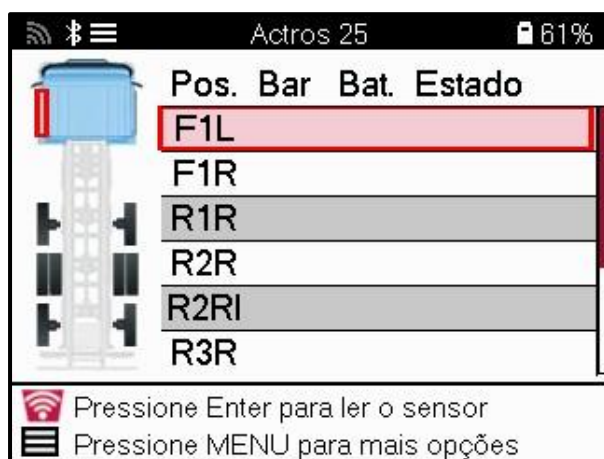 Actros 25 61%
Pos. Bar Bat. Estado
F1L
F1R
R1R
R2R
R2RI
R3R
Pressione Enter para ler o sensor
Pressione MENU para mais opções